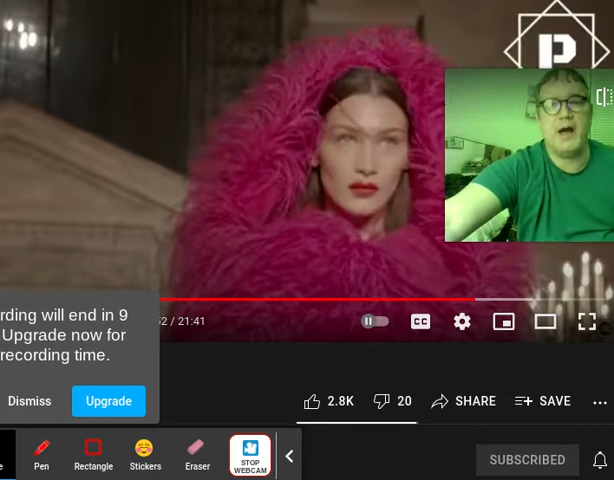 P
rding will end in 9
Upgrade now for
recording time.
52 / 21:41
CC
Dismiss
Upgrade
2.8K
20
SHARE
SAVE
e
Pen
Rectangle
Stickers
Eraser
STOP
WEBCAM
SUBSCRIBED